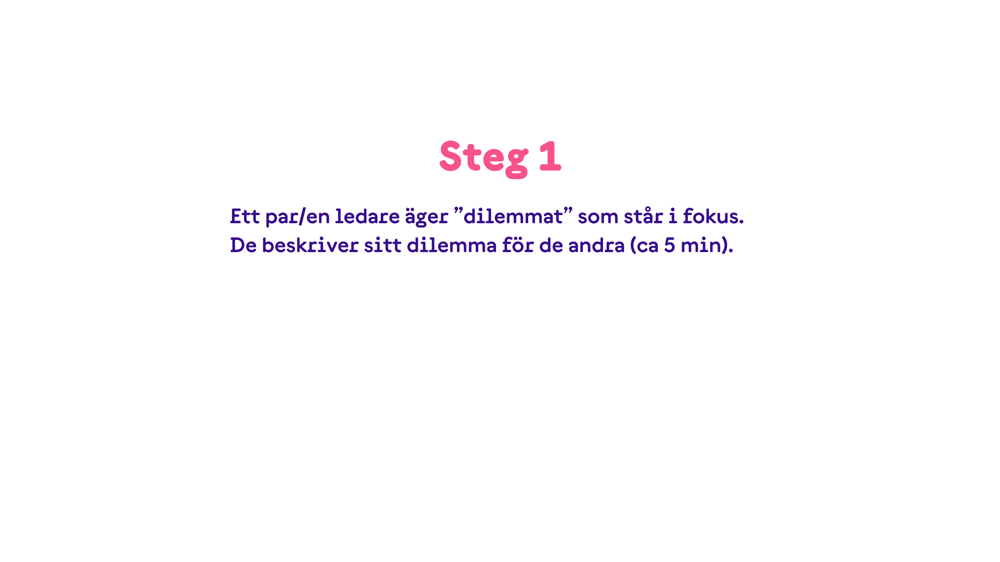 Steg 1
Ett par/en ledare äger ”dilemmat” som står i fokus.
De beskriver sitt dilemma för de andra (ca 5 min).